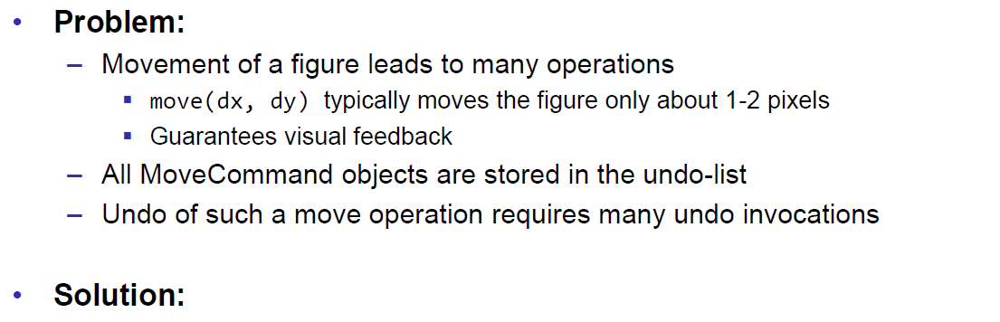 • Problem:
– Movement of a figure leads to many operations
▪ move(dx, dy) typically moves the figure only about 1-2 pixels
▪ Guarantees visual feedback
– All MoveCommand objects are stored in the undo-list
– Undo of such a move operation requires many undo invocations
• Solution: